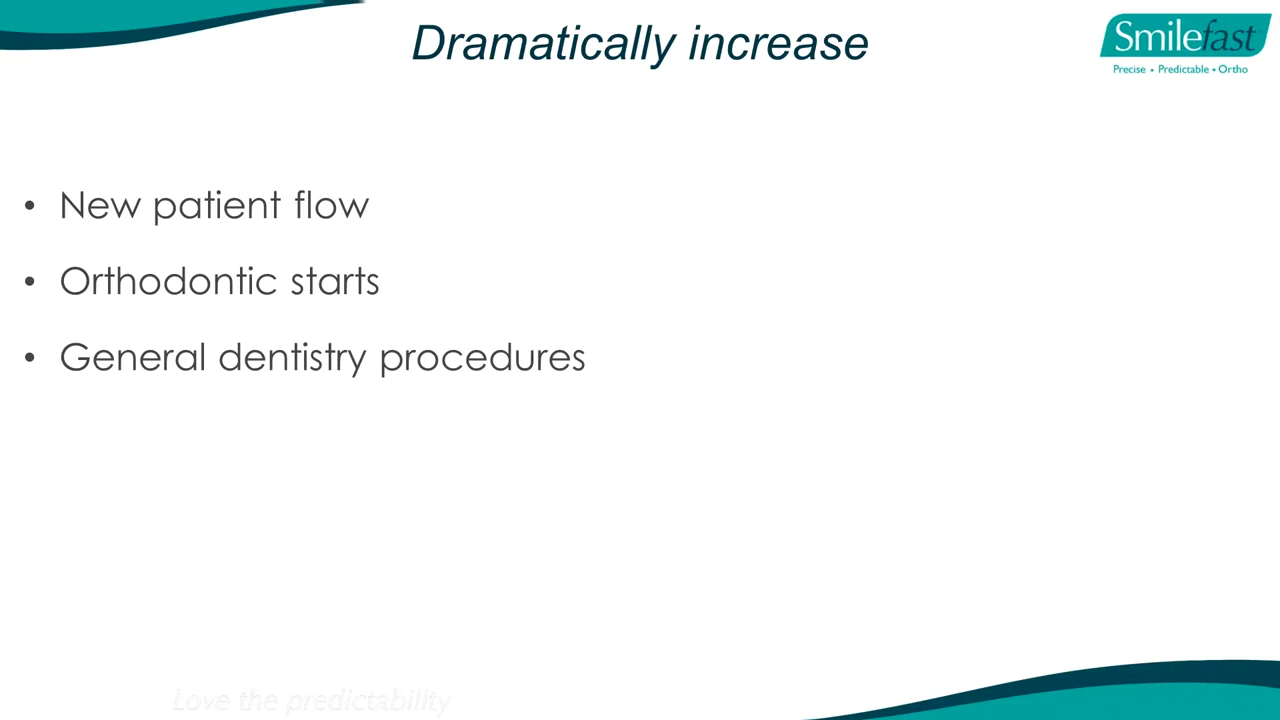 Dramatically increase
Smilefast
Precise • Predictable • Ortho
• New patient flow
• Orthodontic starts
• General dentistry procedures
Love the predictability